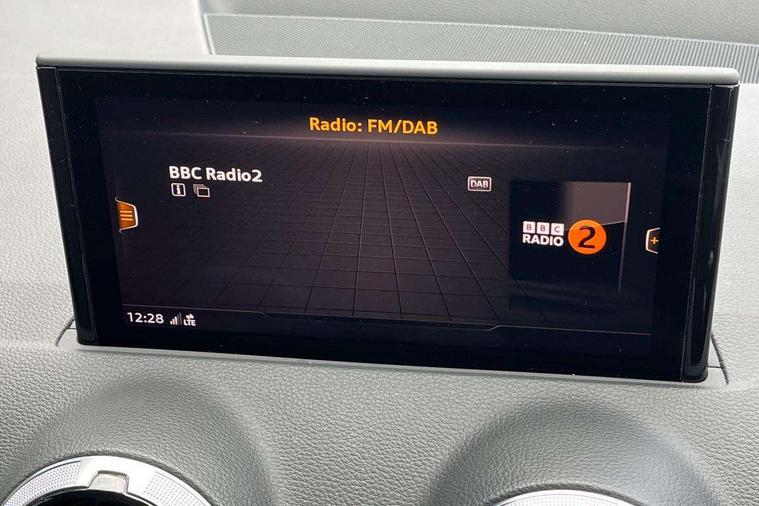 Radio: FM/DAB
BBC Radio2
DAB
BBC
RADIO 2
12:28 LTE